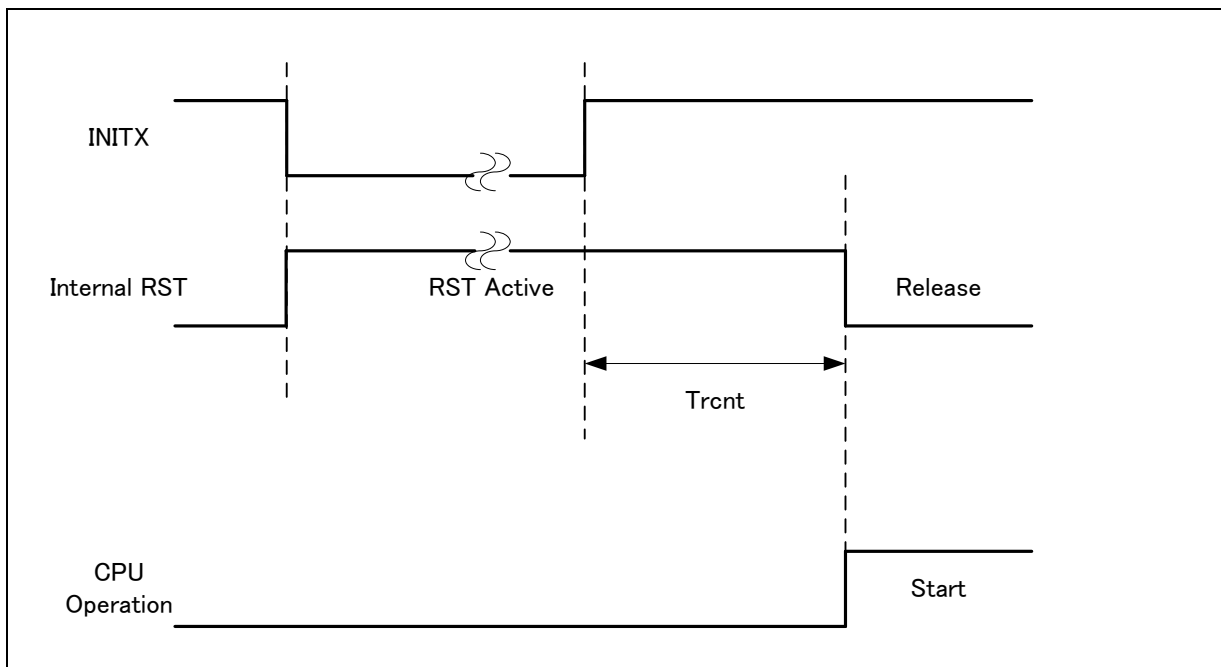 INITX
Internal RST
RST Active
Release
Trcnt
CPU
Operation
Start